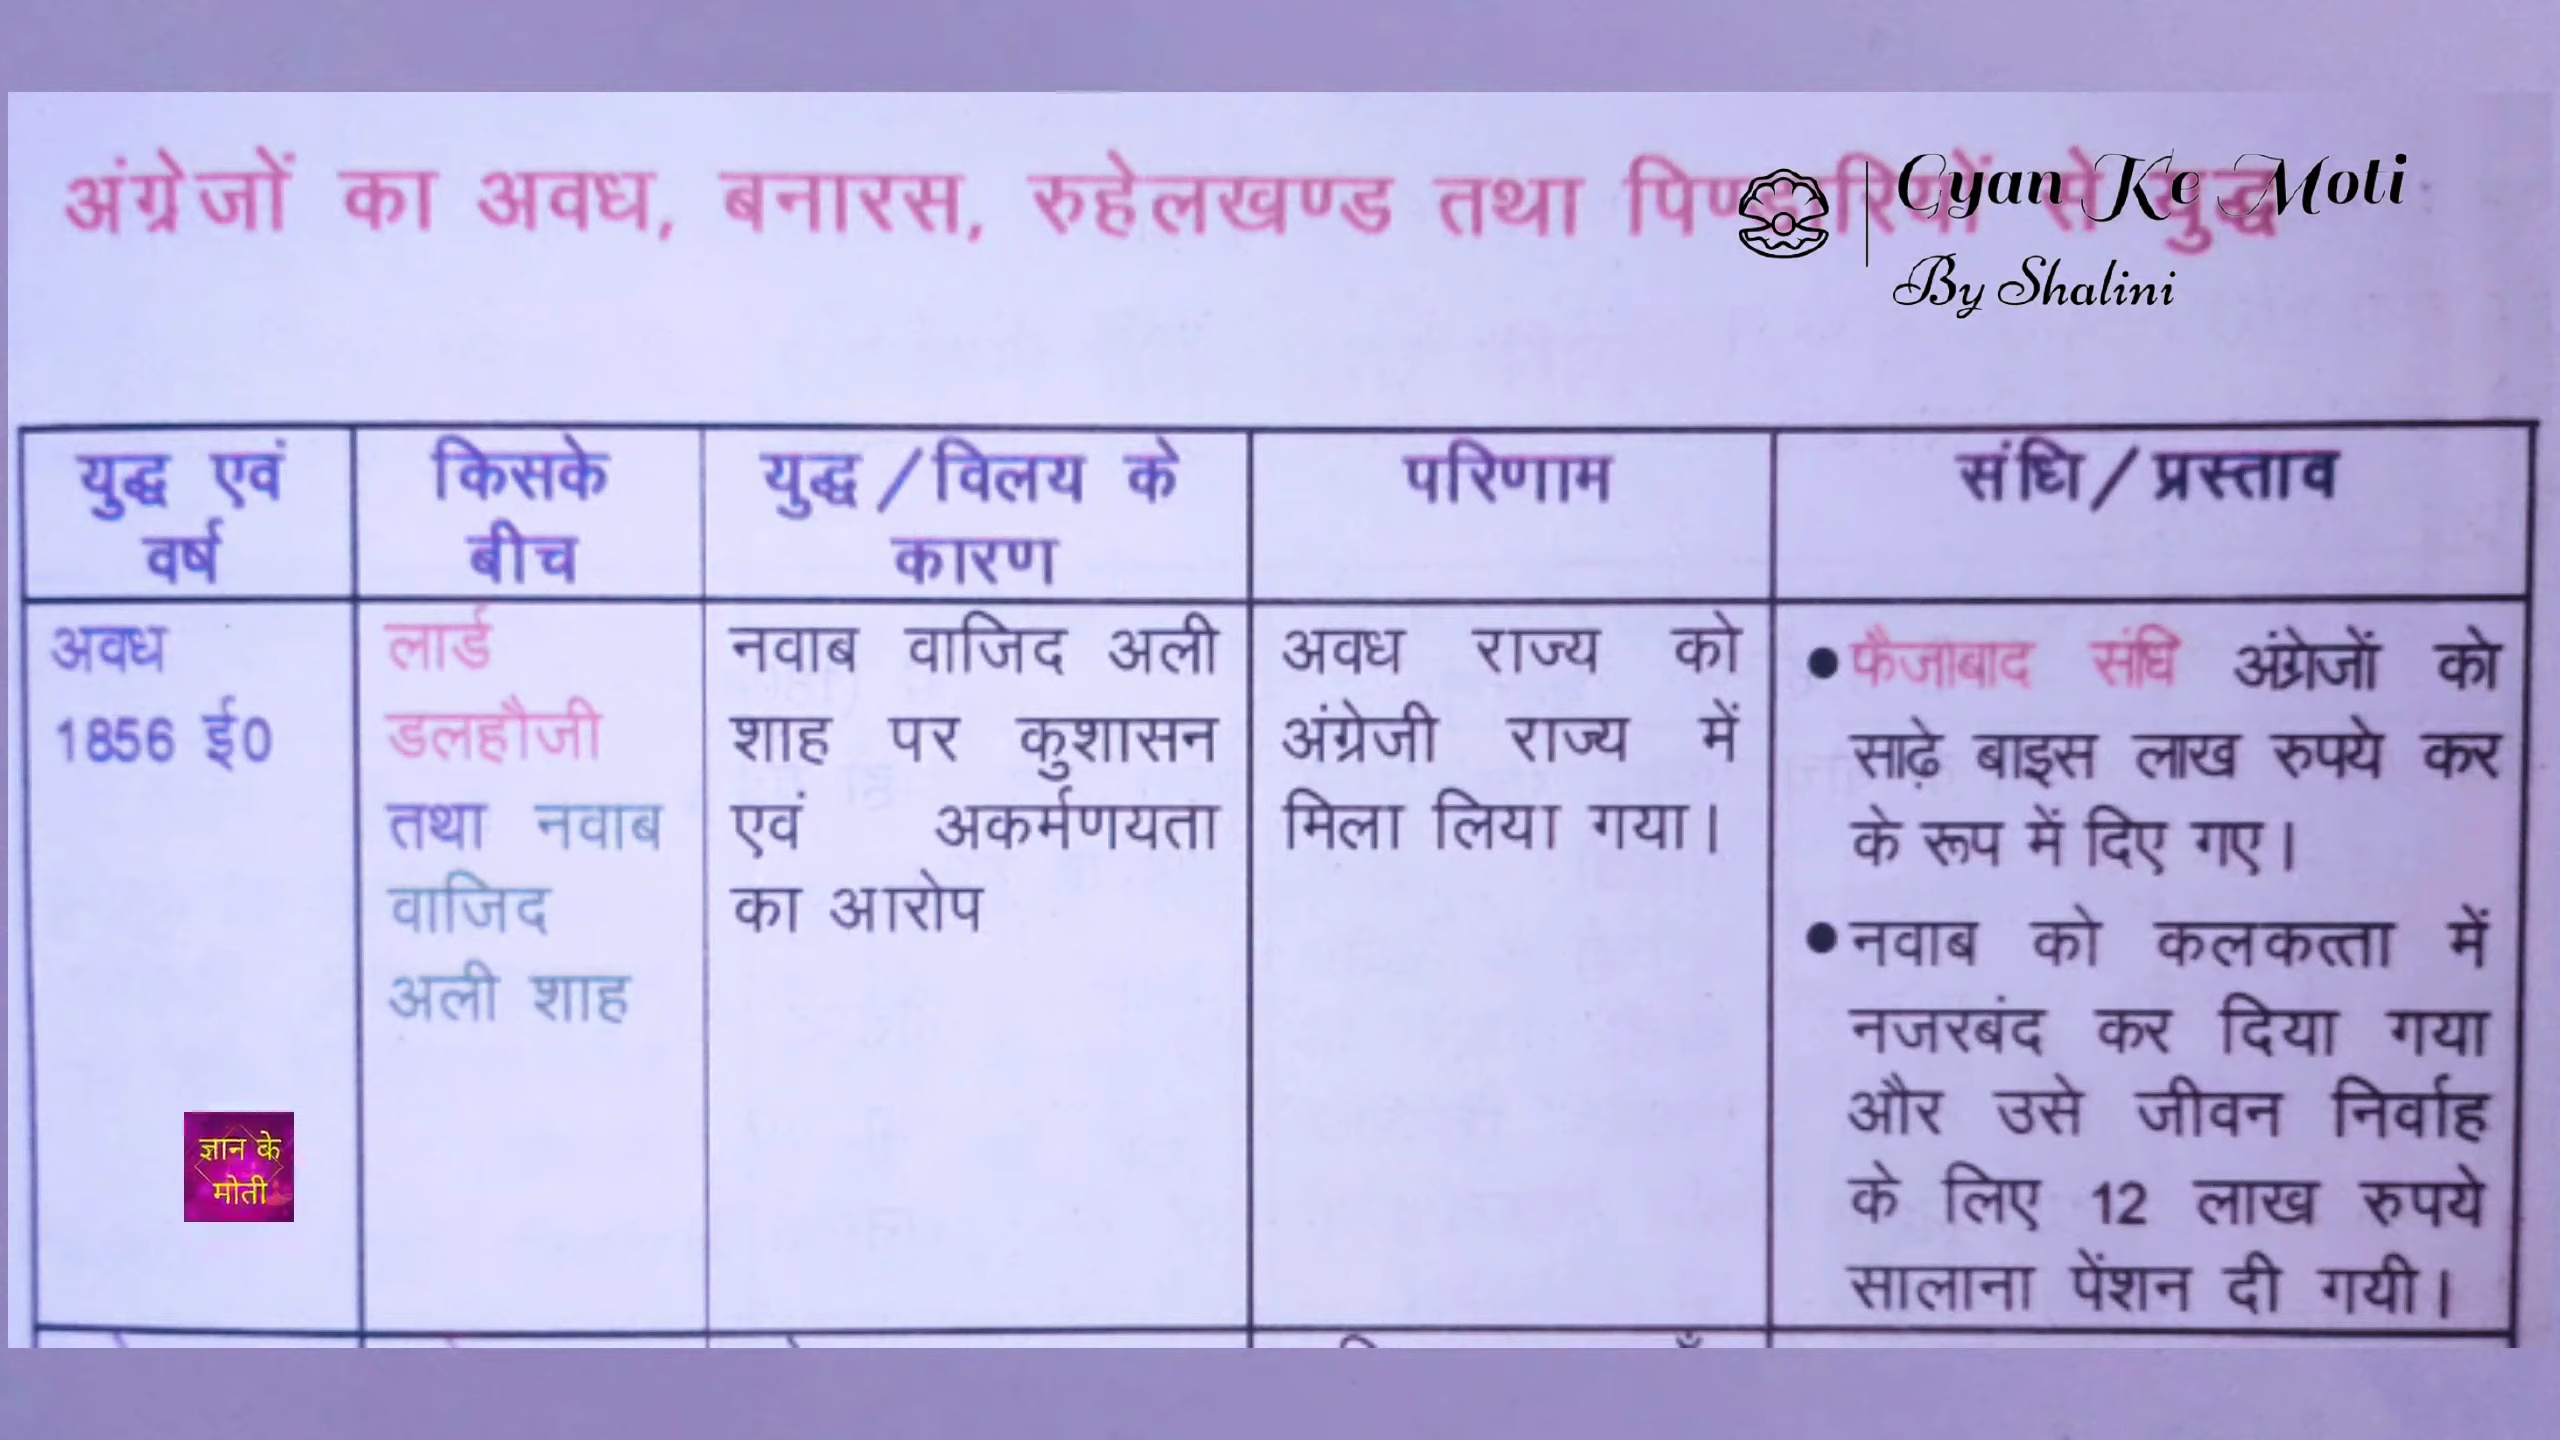 अंग्रेजों का अवध, बनारस, रुहेलखण्ड तथा पिण्डारियों से युद्ध
Gyan Ke Moti
By Shalini
युद्ध एवं
वर्ष
किसके
बीच
युद्ध/विलय के
कारण
परिणाम
संधि/प्रस्ताव
अवध
1856 ई0
लार्ड
डलहौजी
तथा नवाब
वाजिद
अली शाह
नवाब वाजिद अली
शाह पर कुशासन
एवं अकर्मणयता
का आरोप
अवध राज्य को
अंग्रेजी राज्य में
मिला लिया गया।
●फैजाबाद संधि अंग्रेजों को
साढ़े बाइस लाख रुपये कर
के रूप में दिए गए।
●नवाब को कलकत्ता में
नजरबंद कर दिया गया
और उसे जीवन निर्वाह
के लिए 12 लाख रुपये
सालाना पेंशन दी गयी।
ज्ञान के
मोती